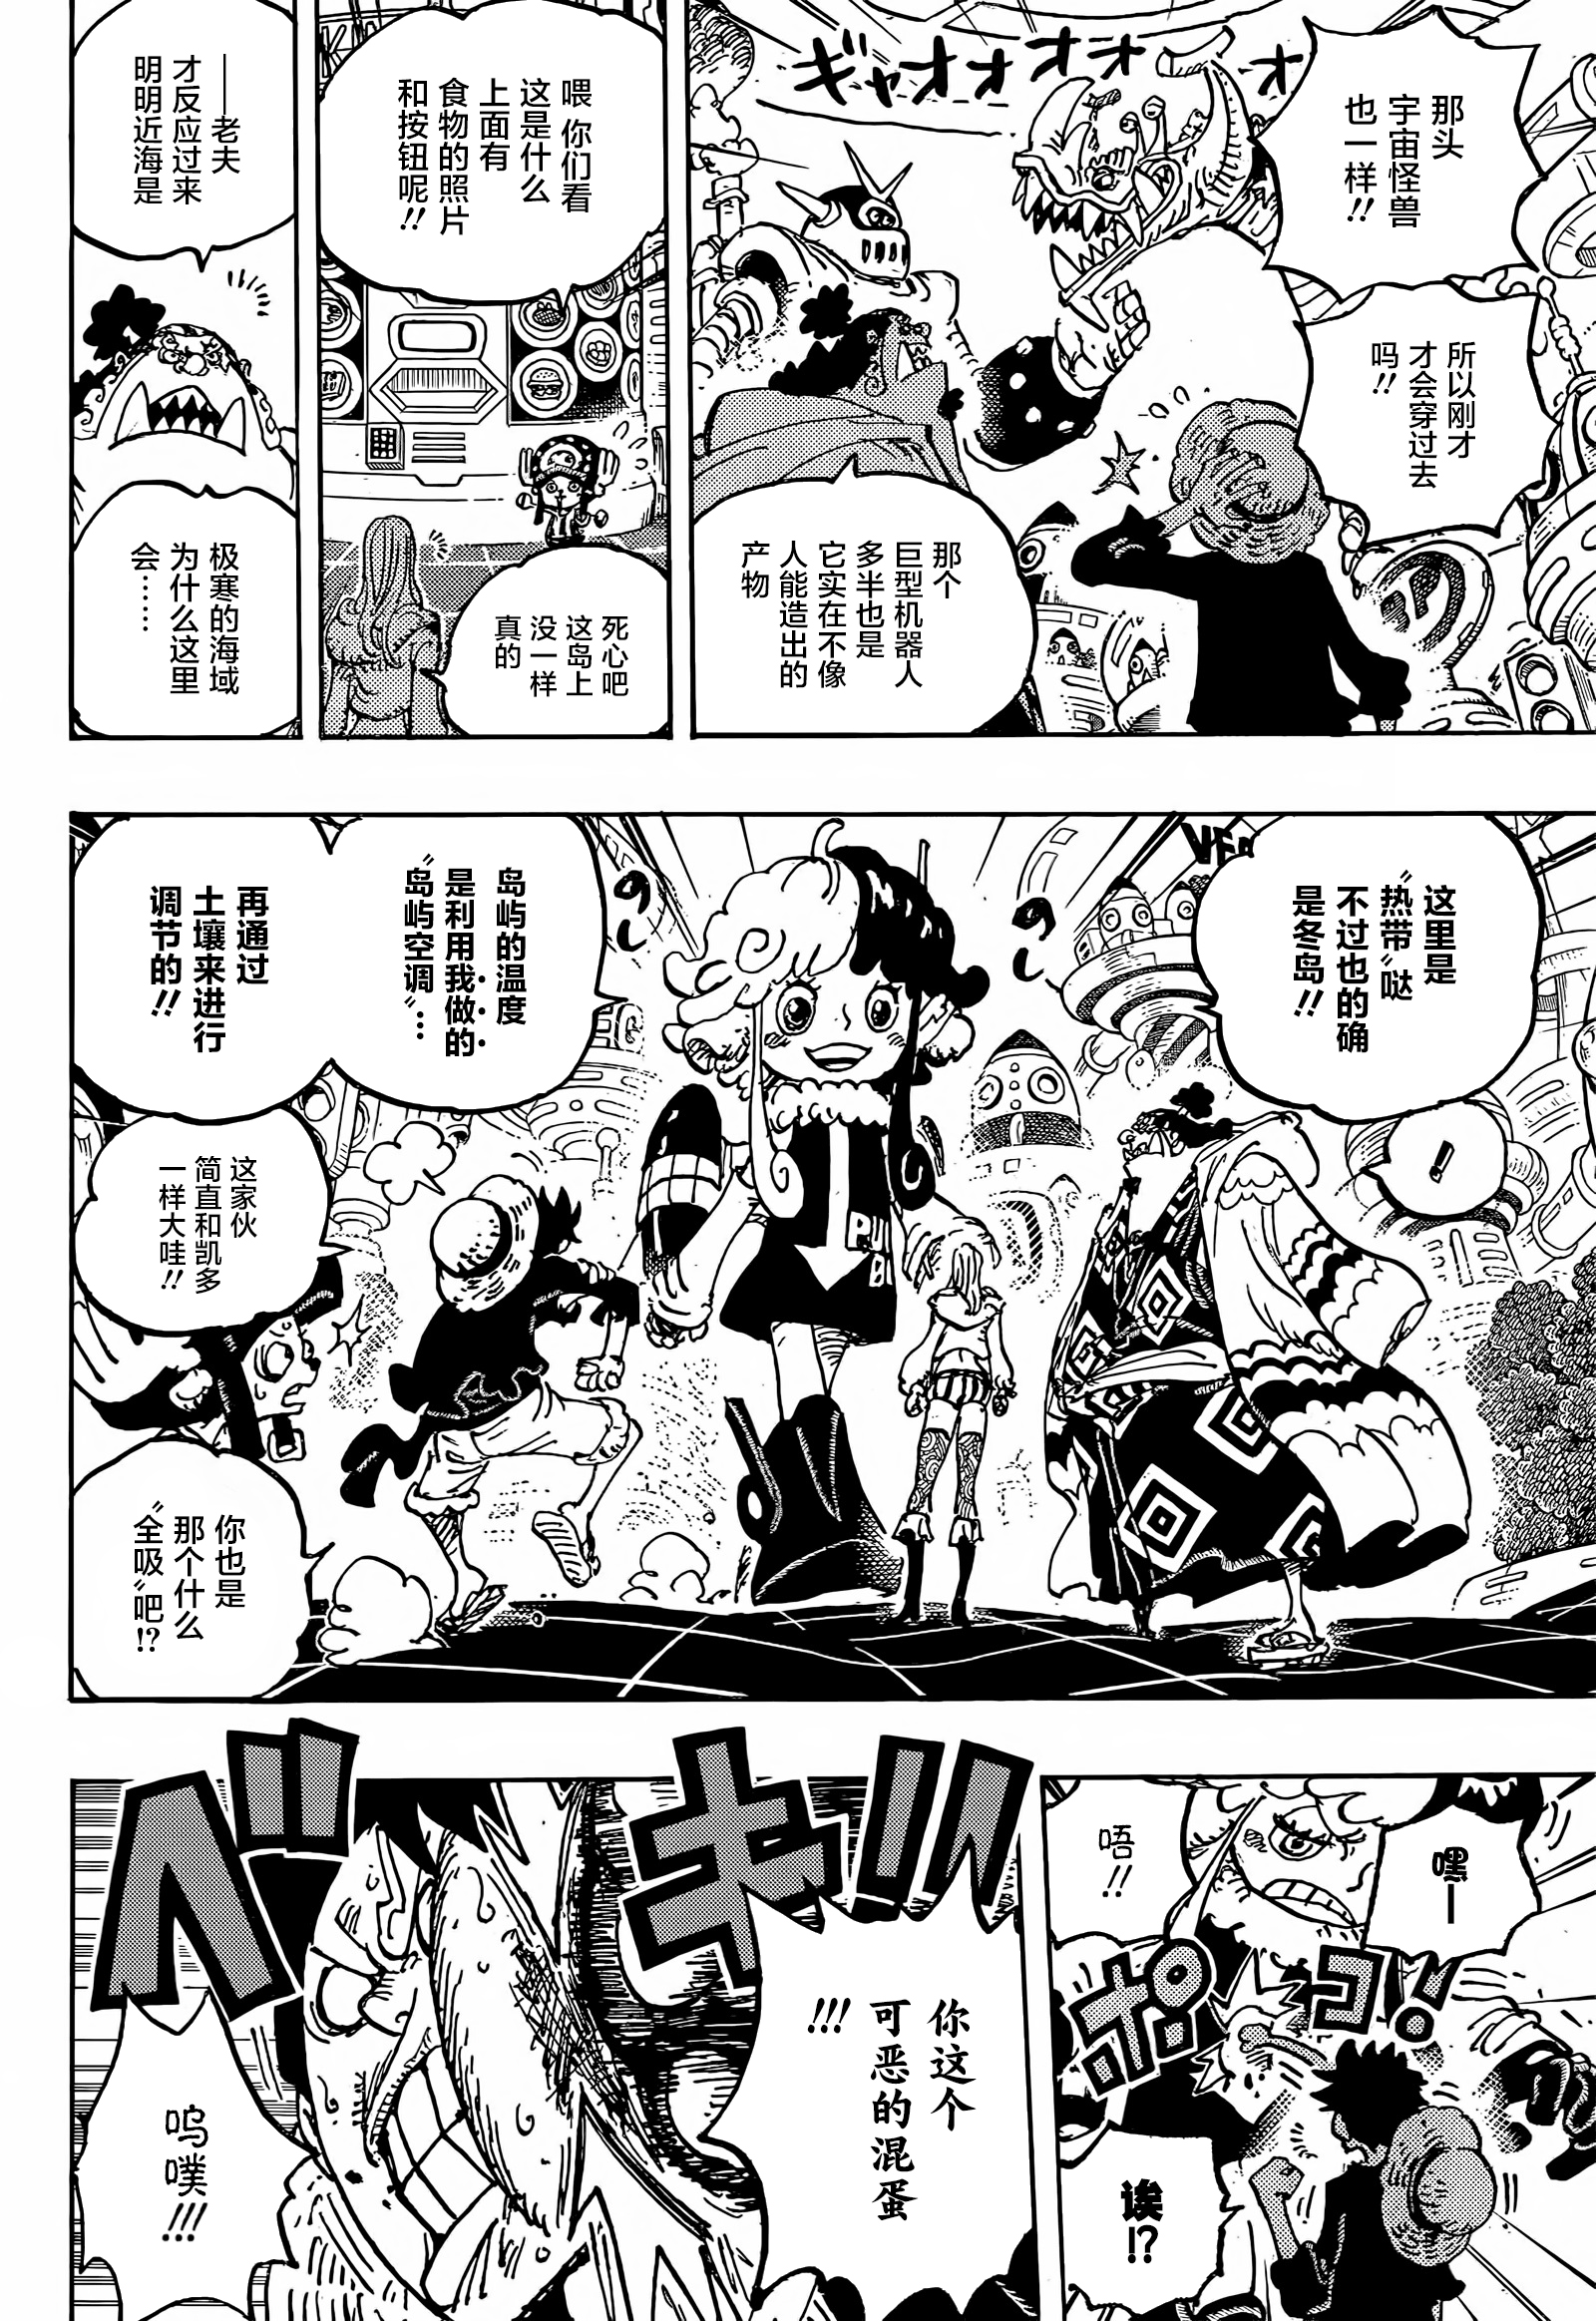 那头
宇宙怪兽
也一样!!
ギャオオオオオ
所以刚才
才会穿过去
吗!!
那个
巨型机器人
多半也是
它实在不像
人能造出的
产物
喂 你们看
这是什么
上面有
食物的照片
和按钮呢!!
死心吧
这岛上
没一样
真的
——老夫
才反应过来
明明近海是
极寒的海域
为什么这里
会……
这里是
“热带”哒
不过也的确
是冬岛!!
!
のし
のし
岛屿的温度
是利用我做的
“岛屿空调”…
再通过
土壤来进行
调节的!!
这家伙
简直和凯多
一样大哇!!
你也是
那个什么
“全吸”吧!?
嘿—
唔!!
ポコ!
诶!?
ベキ!!
你这个
可恶的混蛋
!!!
呜噗!!!